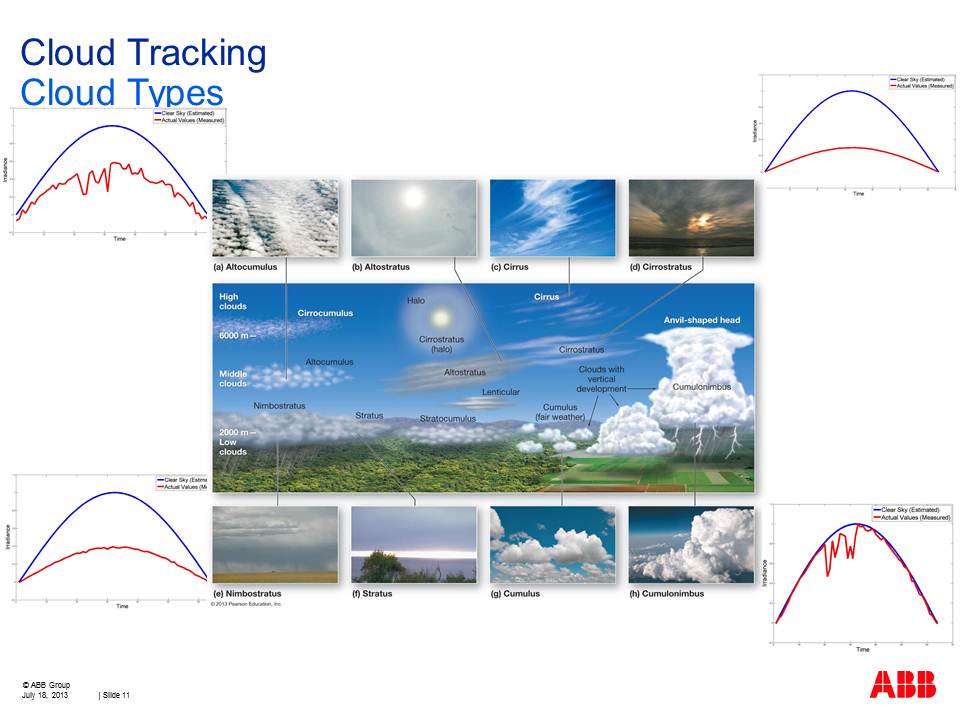 Cloud Tracking
Cloud Types
Clear Sky (Estimated)
Actual Values (Measured)
Irradiance
Time
Clear Sky (Estimated)
Actual Values (Measured)
Irradiance
Time
(a) Altocumulus
(b) Altostratus
(c) Cirrus
(d) Cirrostratus
High
clouds
Cirrocumulus
6000 m
Altocumulus
Middle
clouds
Nimbostratus
2000 m
Low
clouds
Halo
Cirrostratus
(halo)
Altostratus
Lenticular
Stratus
Stratocumulus
Cirrus
Cirrostratus
Clouds with
vertical
development
Cumulus
(fair weather)
Anvil-shaped head
Cumulonimbus
Clear Sky (Estima
Actual Values (M
Irradiance
Time
(e) Nimbostratus
(f) Stratus
(g) Cumulus
(h) Cumulonimbus
© 2013 Pearson Education, Inc.
Clear Sky (Estimated)
Actual Values (Measured)
Irradiance
Time
© ABB Group
July 18, 2013 | Slide 11
ABB